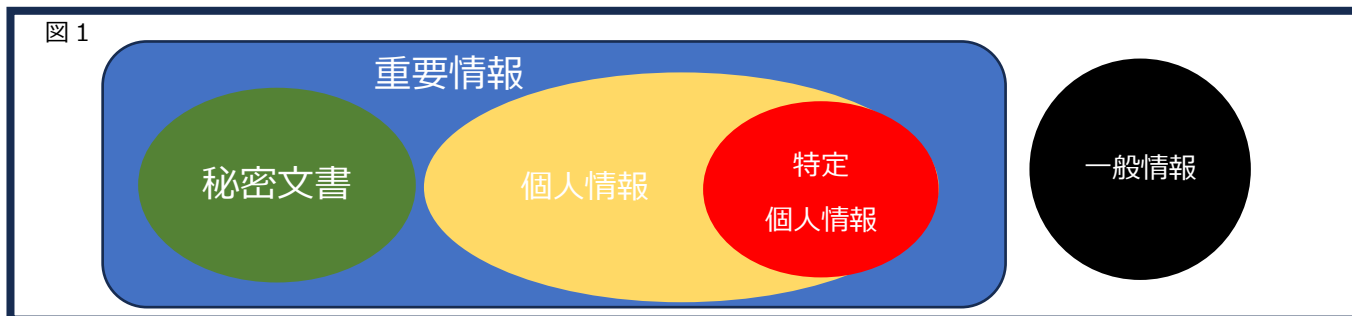 図1
重要情報
秘密文書
個人情報
特定
個人情報
一般情報